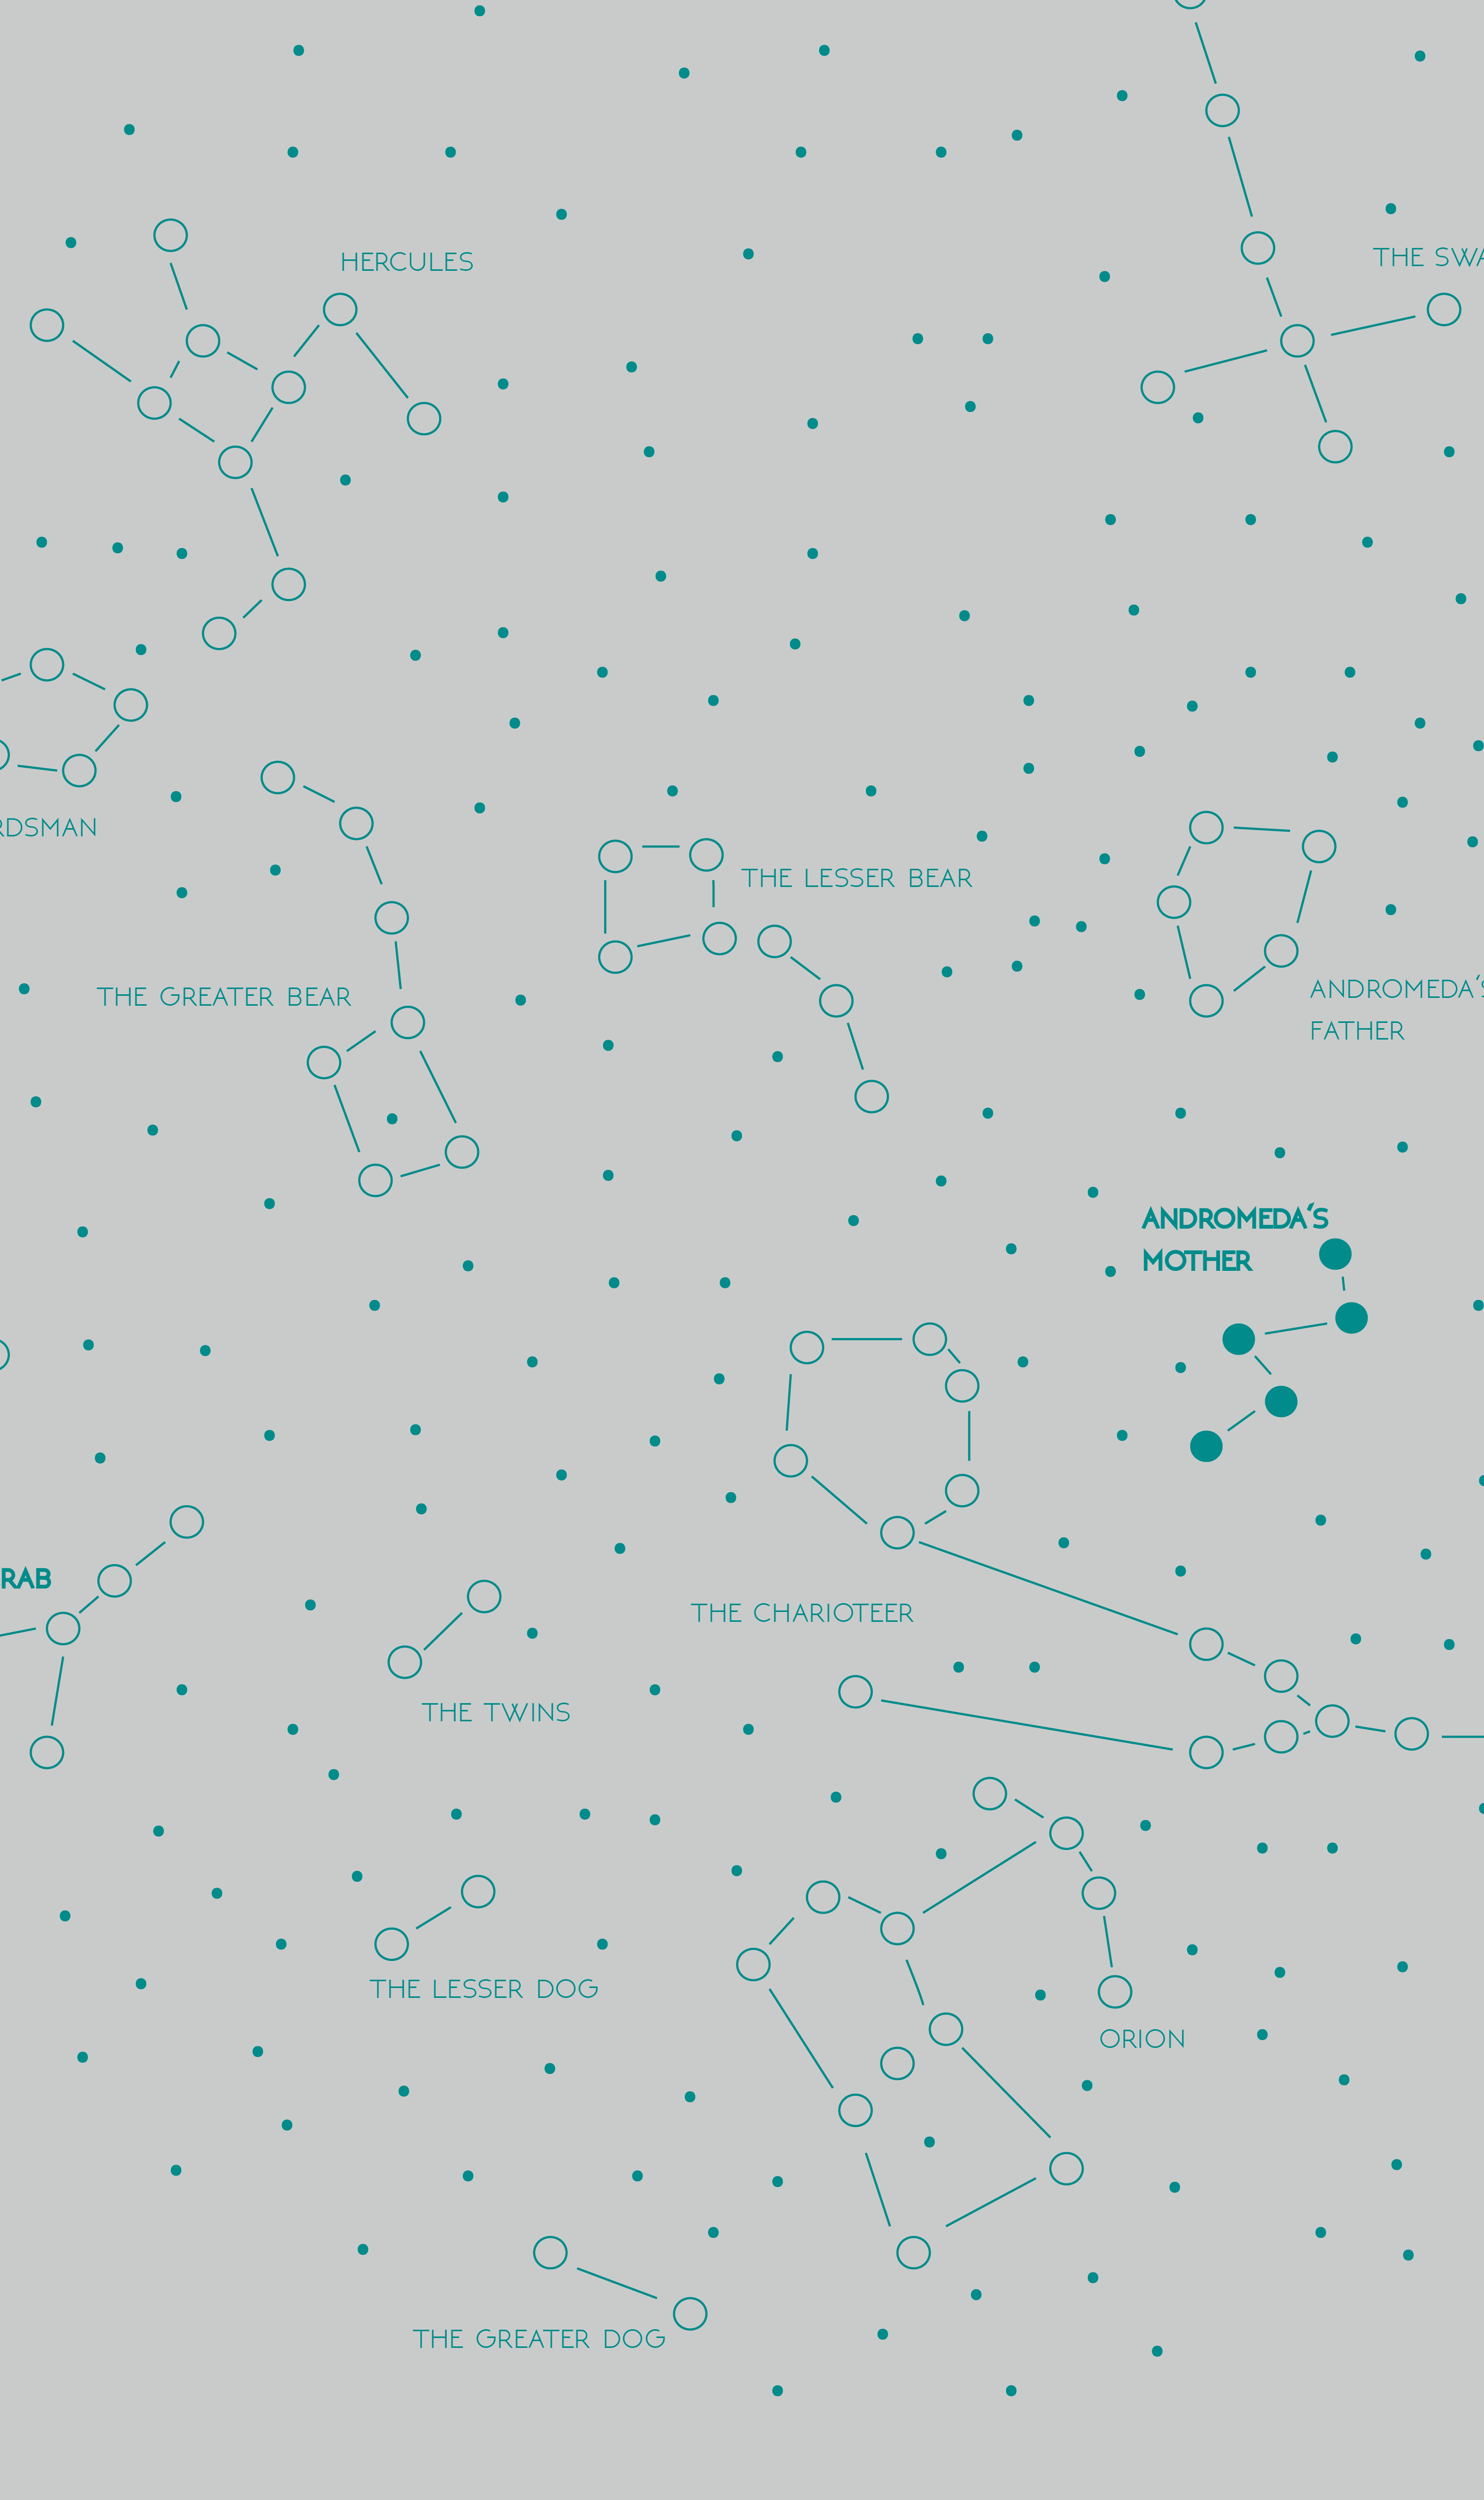 HERCULES
THE SWA
RDSMAN
THE LESSER BEAR
THE GREATER BEAR
ANDROMEDA'S
FATHER
ANDROMEDA'S
MOTHER
RAB
THE CHARIOTEER
THE TWINS
THE LESSER DOG
ORION
THE GREATER DOG